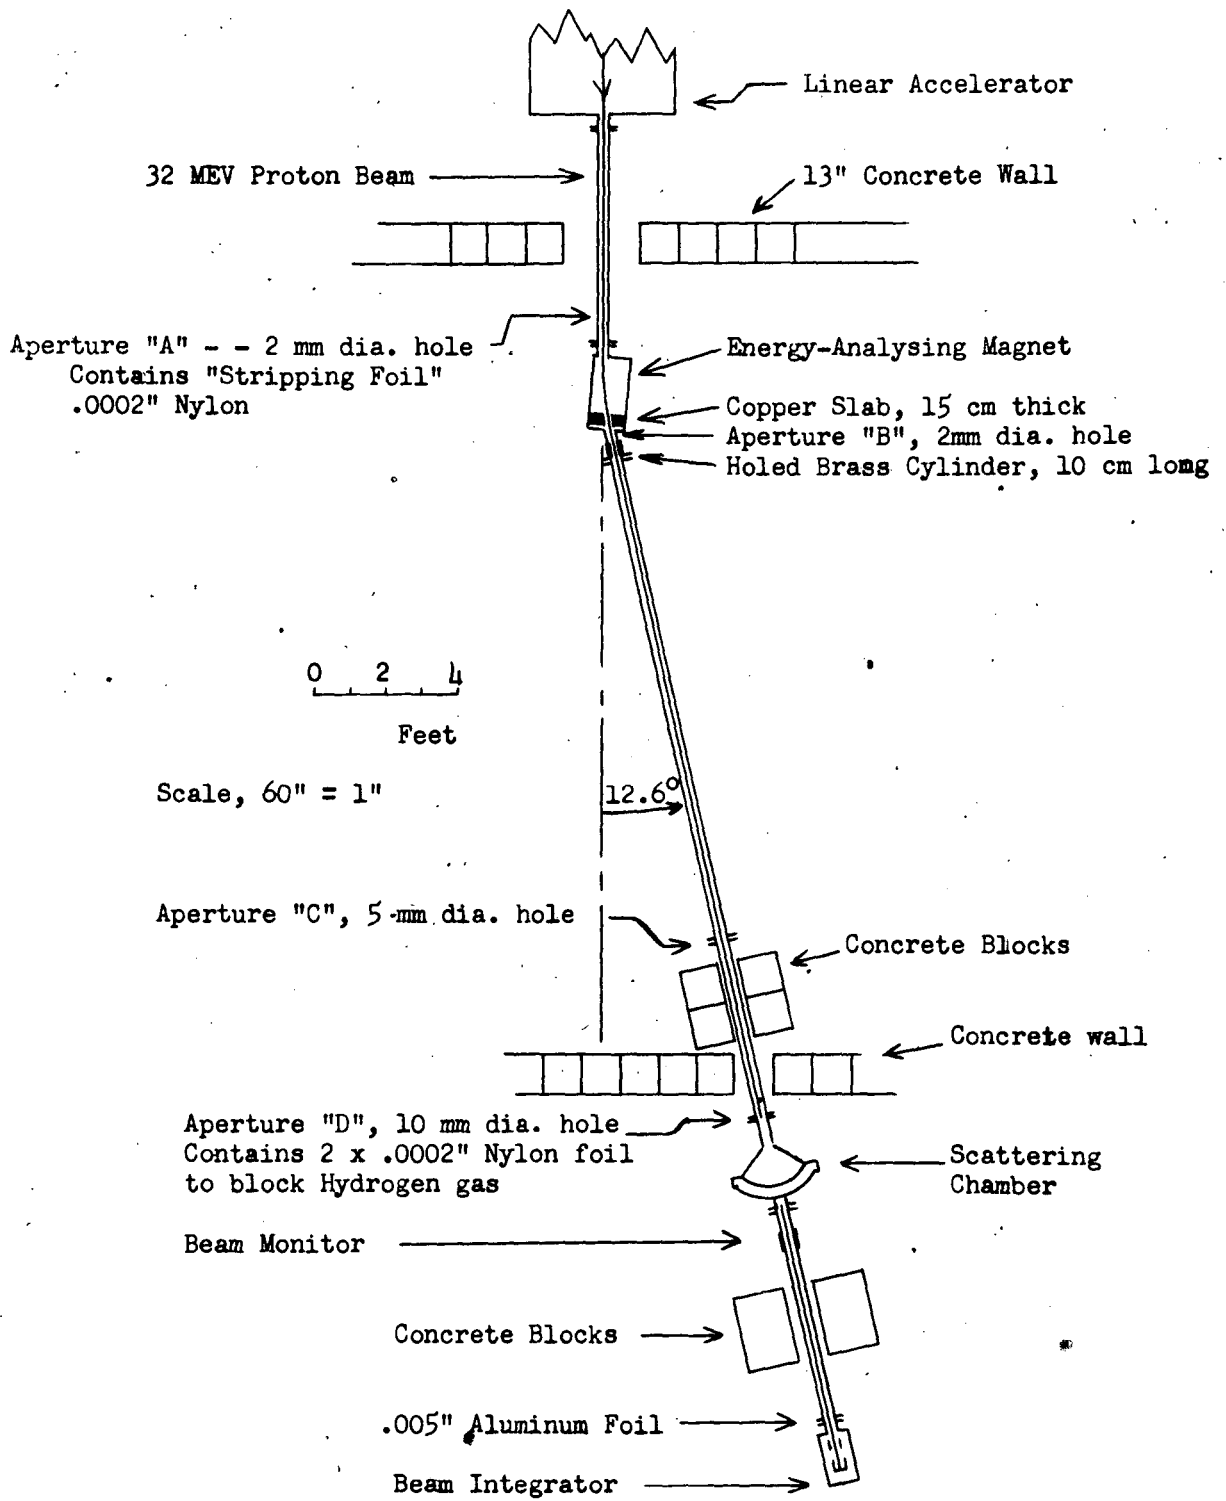 Linear Accelerator
32 MEV Proton Beam
13" Concrete Wall
Aperture "A" - - 2 mm dia. hole
Contains "Stripping Foil"
.0002" Nylon
Energy-Analysing Magnet
Copper Slab, 15 cm thick
Aperture "B", 2mm dia. hole
Holed Brass Cylinder, 10 cm lomg
0 2 4
Feet
Scale, 60" = 1"
12.6°
Aperture "C", 5 mm dia. hole
Concrete Blocks
Concrete wall
Aperture "D", 10 mm dia. hole
Contains 2 x .0002" Nylon foil
to block Hydrogen gas
Scattering
Chamber
Beam Monitor
Concrete Blocks
.005" Aluminum Foil
Beam Integrator